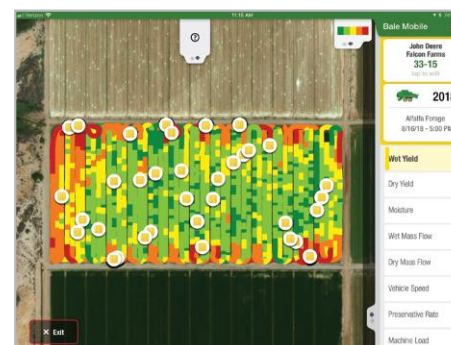 Verizon
11:15 AM
Bale Mobile
John Deere
Falcon Farms
33-15
tap to edit
2018
Alfalfa Forage
8/16/18 - 5:00 PM
Wet Yield
Dry Yield
Moisture
Wet Mass Flow
Dry Mass Flow
Vehicle Speed
Preservative Rate
Machine Load
?
X Exit